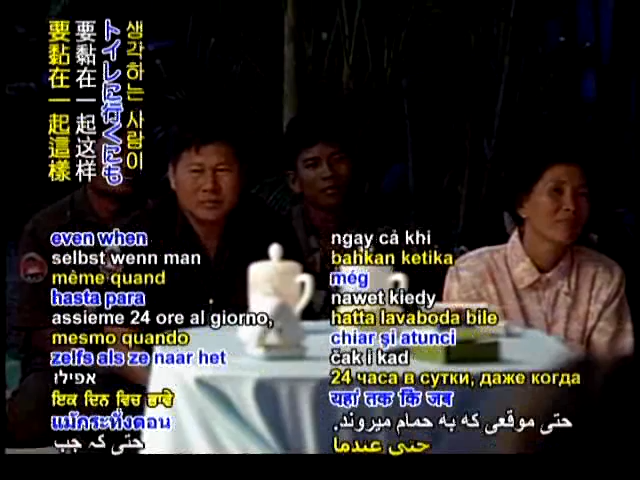 생각하는 사람이
トイレに行くにも
要黏在一起这样
要黏在一起這樣
even when
selbst wenn man
mème quand
hasta para
assieme 24 ore al giorno,
mesmo quando
zelfs als ze naar het
אפילו
ਇਕ ਦਿਨ ਵਿਚ ਭਾਵੇ
แม้กระทั่งตอน
حتی کہ جب
ngay cả khi
bahkan ketika
még
nawet kiedy
hatta lavaboda bile
chiar şi atunci
čak i kad
24 часа в сутки, даже когда
यहां तक कि जब
حتی موقعی که به حمام میروند.
حتى عندما